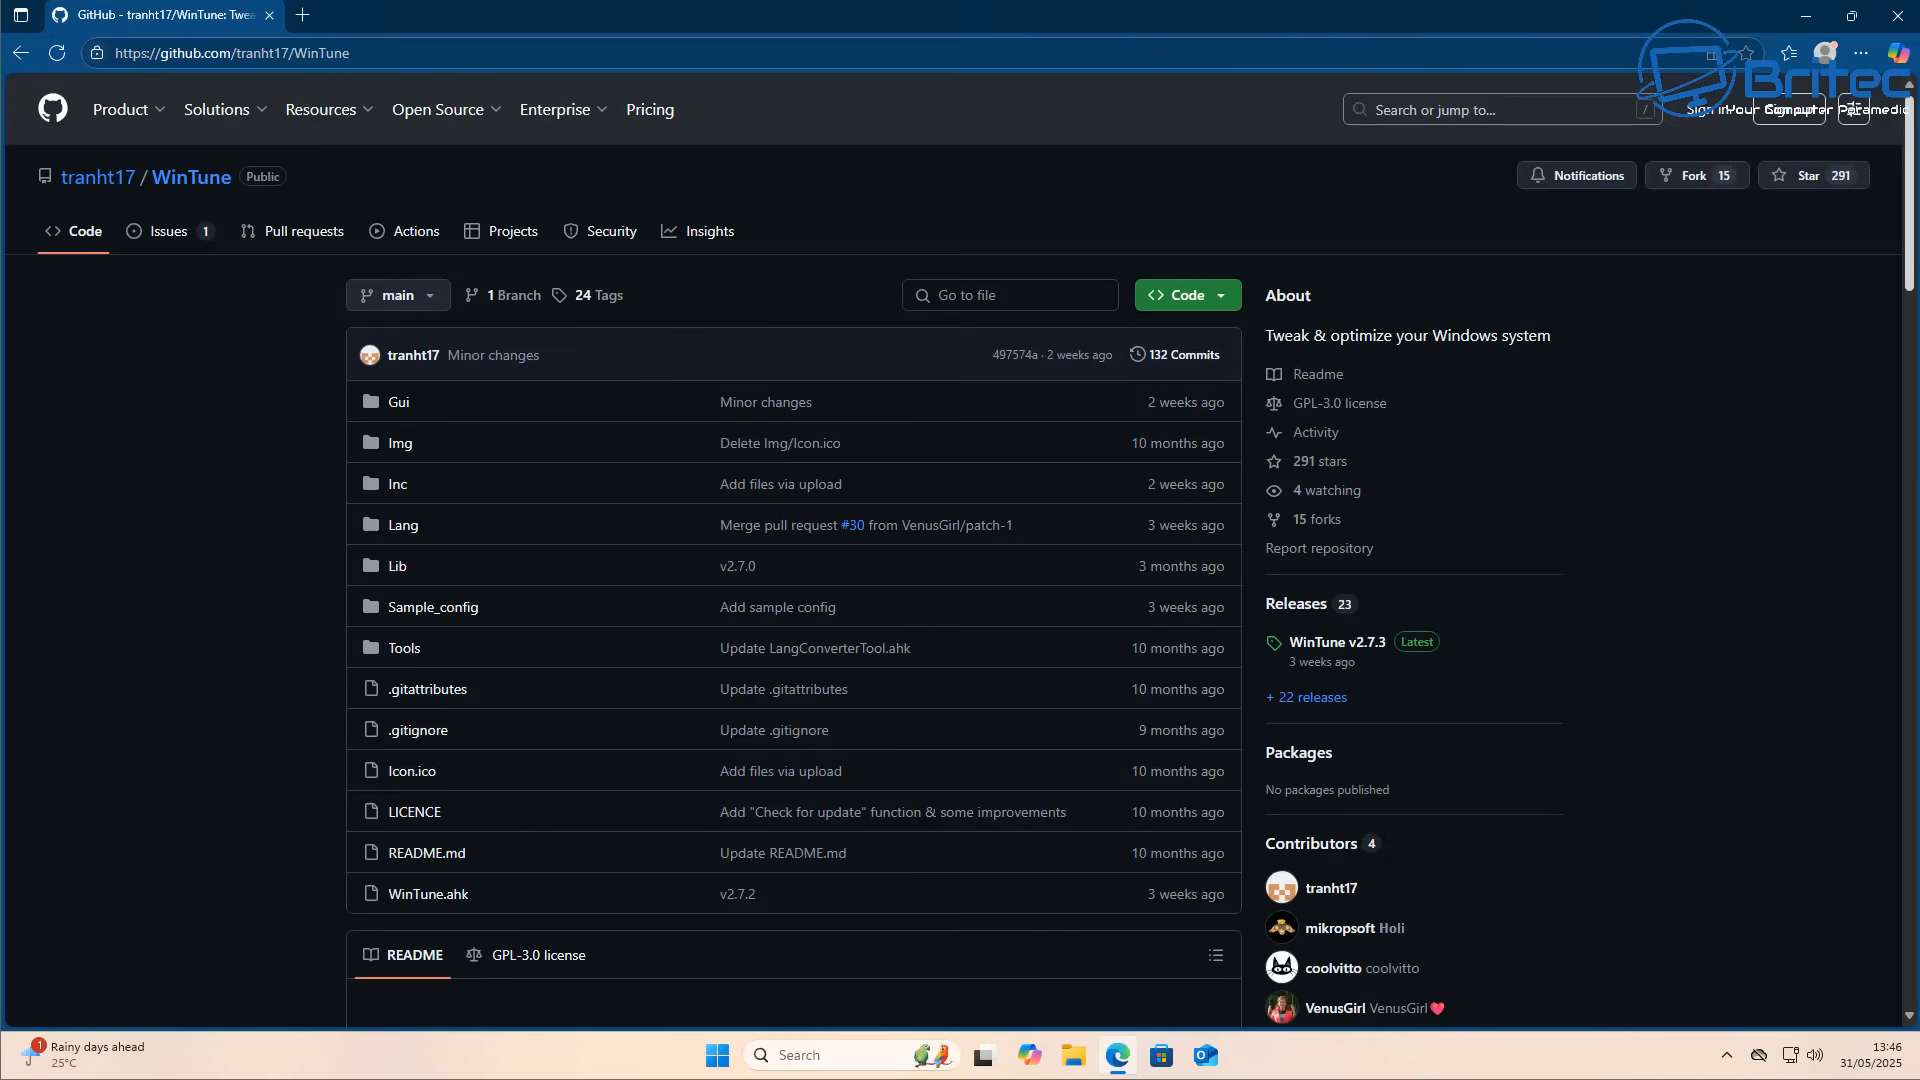 GitHub - tranht17/WinTune: Twea
https://github.com/tranht17/WinTune
Britec
Your Computer Paramedic
Product
Solutions
Resources
Open Source
Enterprise
Pricing
Search or jump to...
/
Sign in
Sign up
tranht17 / WinTune
Public
Notifications
Fork 15
Star 291
Code
Issues 1
Pull requests
Actions
Projects
Security
Insights
main
1 Branch
24 Tags
Go to file
Code
tranht17 Minor changes 497574a · 2 weeks ago 132 Commits
Gui Minor changes 2 weeks ago
Img Delete Img/Icon.ico 10 months ago
Inc Add files via upload 2 weeks ago
Lang Merge pull request #30 from VenusGirl/patch-1 3 weeks ago
Lib v2.7.0 3 months ago
Sample_config Add sample config 3 weeks ago
Tools Update LangConverterTool.ahk 10 months ago
.gitattributes Update .gitattributes 10 months ago
.gitignore Update .gitignore 9 months ago
Icon.ico Add files via upload 10 months ago
LICENCE Add "Check for update" function & some improvements 10 months ago
README.md Update README.md 10 months ago
WinTune.ahk v2.7.2 3 weeks ago
README
GPL-3.0 license
About
Tweak & optimize your Windows system
Readme
GPL-3.0 license
Activity
291 stars
4 watching
15 forks
Report repository
Releases 23
WinTune v2.7.3 Latest
3 weeks ago
+ 22 releases
Packages
No packages published
Contributors 4
tranht17
mikropsoft Holi
coolvitto coolvitto
VenusGirl VenusGirl❤️
1
Rainy days ahead
25°C
Search
13:46
31/05/2025